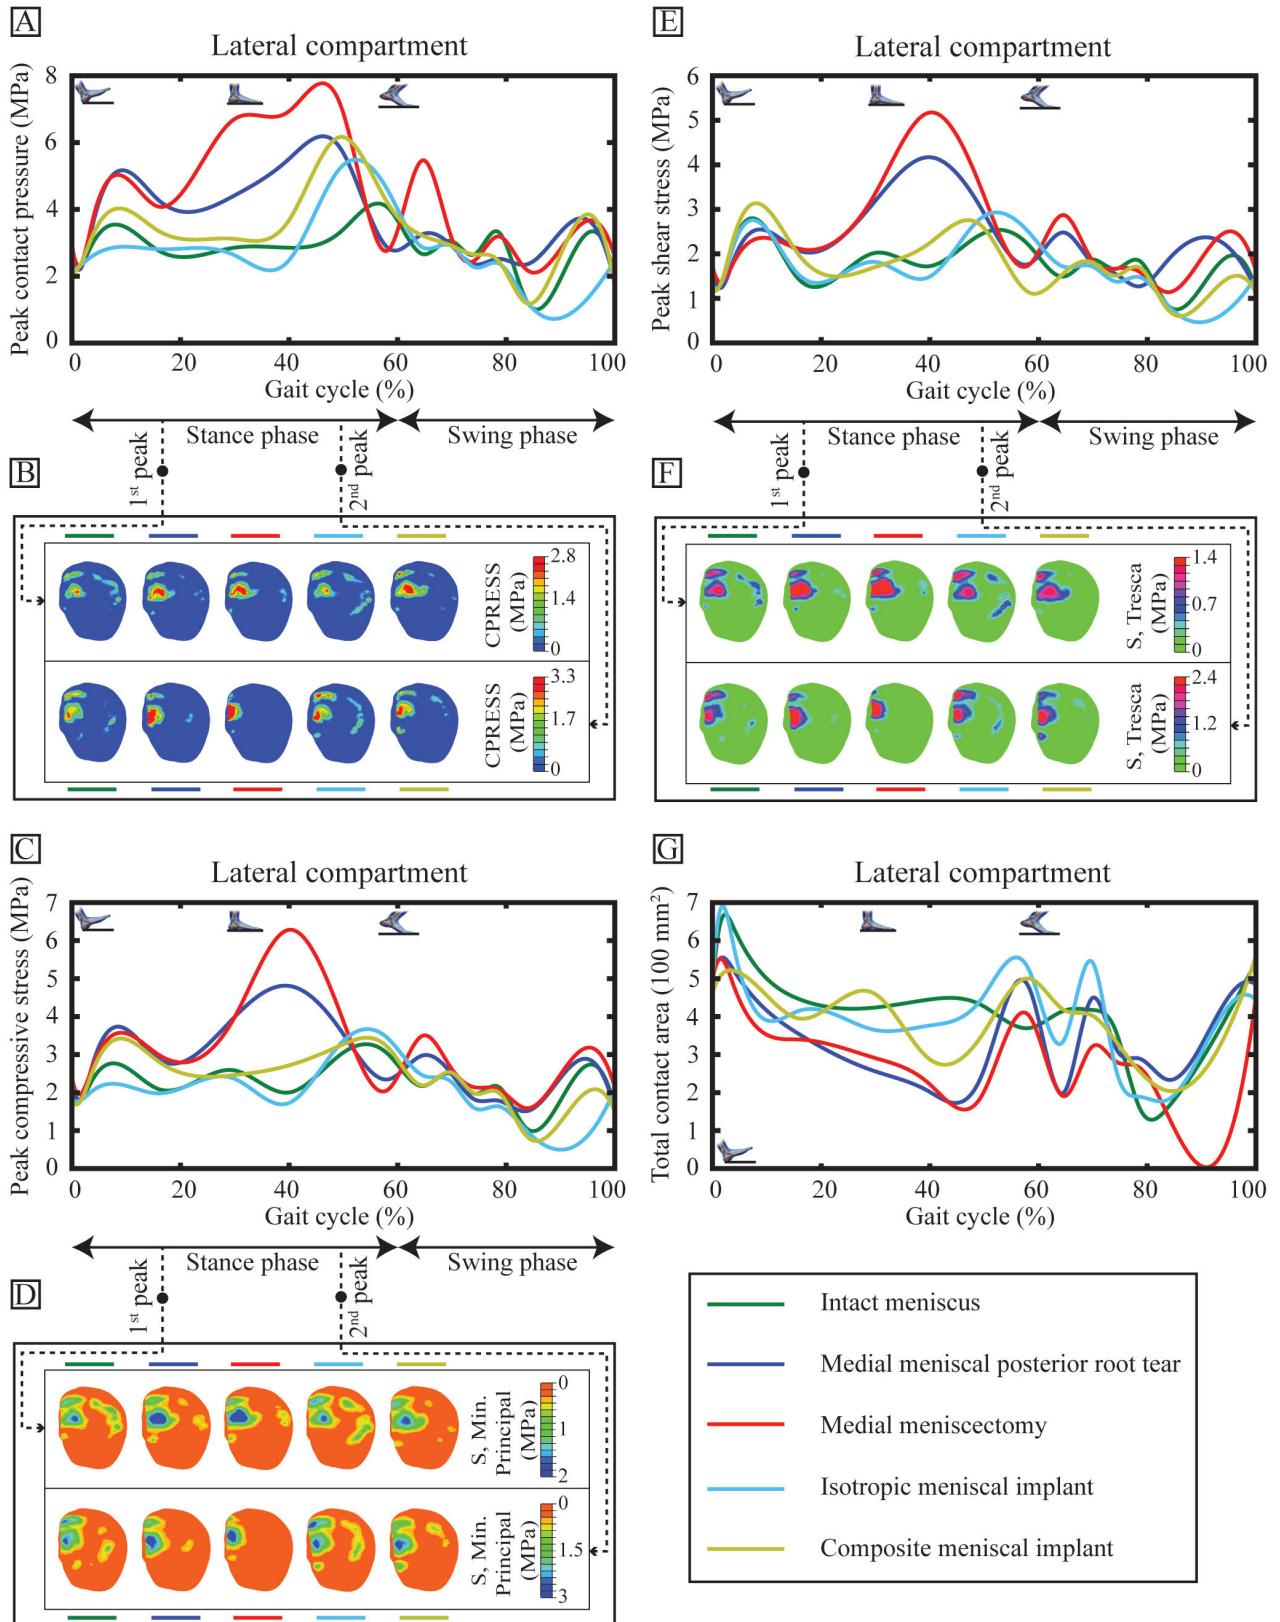 A
Lateral compartment
Peak contact pressure (MPa)
8
6
4
2
0
0 20 40 60 80 100
Gait cycle (%)
Stance phase
Swing phase
1st peak
2nd peak
B
CPRESS
(MPa)
2.8
1.4
0
CPRESS
(MPa)
3.3
1.7
0
C
Lateral compartment
Peak compressive stress (MPa)
7
6
5
4
3
2
1
0
0 20 40 60 80 100
Gait cycle (%)
Stance phase
Swing phase
1st peak
2nd peak
D
S, Min.
Principal
(MPa)
0
1
2
S, Min.
Principal
(MPa)
0
1.5
3
E
Lateral compartment
Peak shear stress (MPa)
6
5
4
3
2
1
0
0 20 40 60 80 100
Gait cycle (%)
Stance phase
Swing phase
1st peak
2nd peak
F
S, Tresca
(MPa)
1.4
0.7
0
S, Tresca
(MPa)
2.4
1.2
0
G
Lateral compartment
Total contact area (100 mm²)
7
6
5
4
3
2
1
0
0 20 40 60 80 100
Gait cycle (%)
Intact meniscus
Medial meniscal posterior root tear
Medial meniscectomy
Isotropic meniscal implant
Composite meniscal implant